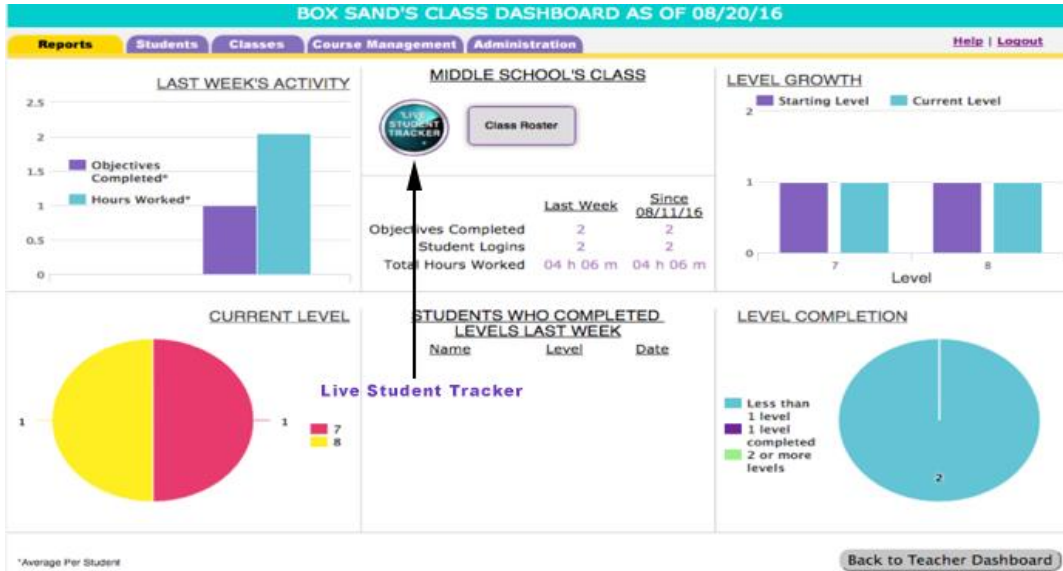 BOX SAND'S CLASS DASHBOARD AS OF 08/20/16
Reports Students Classes Course Management Administration Help | Logout
LAST WEEK'S ACTIVITY
2.5
2
1.5
1
0.5
0
Objectives
Completed*
Hours Worked*
MIDDLE SCHOOL'S CLASS
LIVE
STUDENT
TRACKER
Class Roster
Last Week Since
08/11/16
Objectives Completed 2 2
Student Logins 2 2
Total Hours Worked 04 h 06 m 04 h 06 m
LEVEL GROWTH
Starting Level Current Level
2
1
0
7 8
Level
CURRENT LEVEL
1 1
7
8
STUDENTS WHO COMPLETED
LEVELS LAST WEEK
Name Level Date
Live Student Tracker
LEVEL COMPLETION
Less than
1 level
1 level
completed
2 or more
levels
2
*Average Per Student
Back to Teacher Dashboard